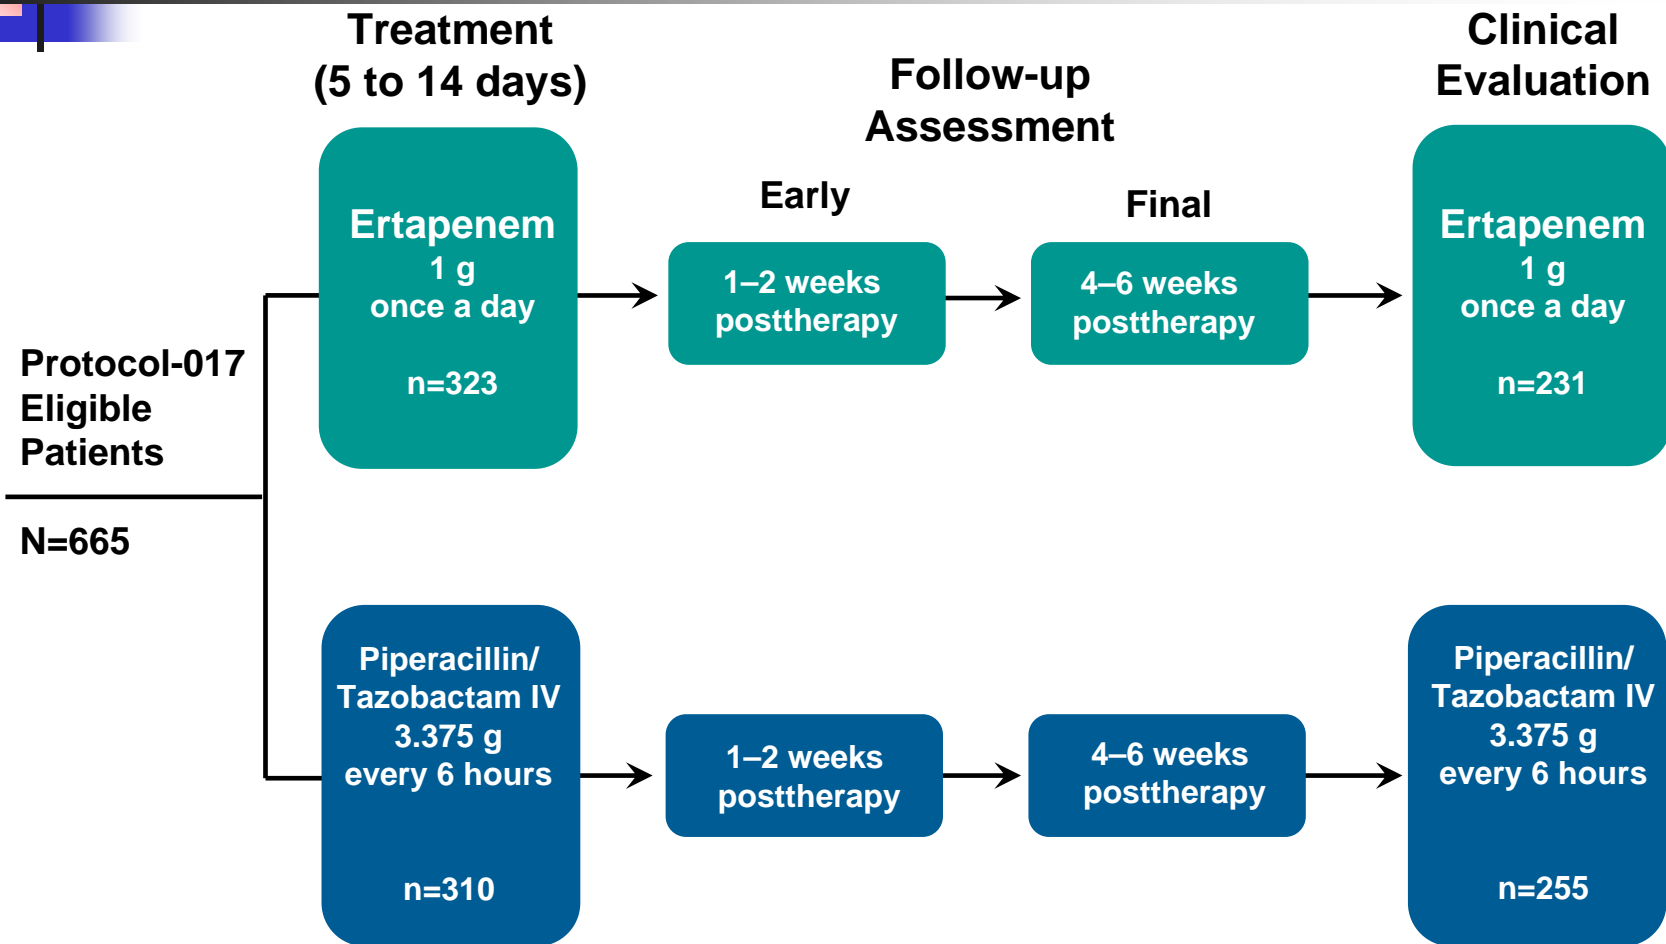 Treatment
(5 to 14 days)
Follow-up
Assessment
Clinical
Evaluation
Early
Final
Protocol-017
Eligible
Patients
N=665
Ertapenem
1 g
once a day
n=323
1–2 weeks
posttherapy
4–6 weeks
posttherapy
Ertapenem
1 g
once a day
n=231
Piperacillin/
Tazobactam IV
3.375 g
every 6 hours
n=310
1–2 weeks
posttherapy
4–6 weeks
posttherapy
Piperacillin/
Tazobactam IV
3.375 g
every 6 hours
n=255